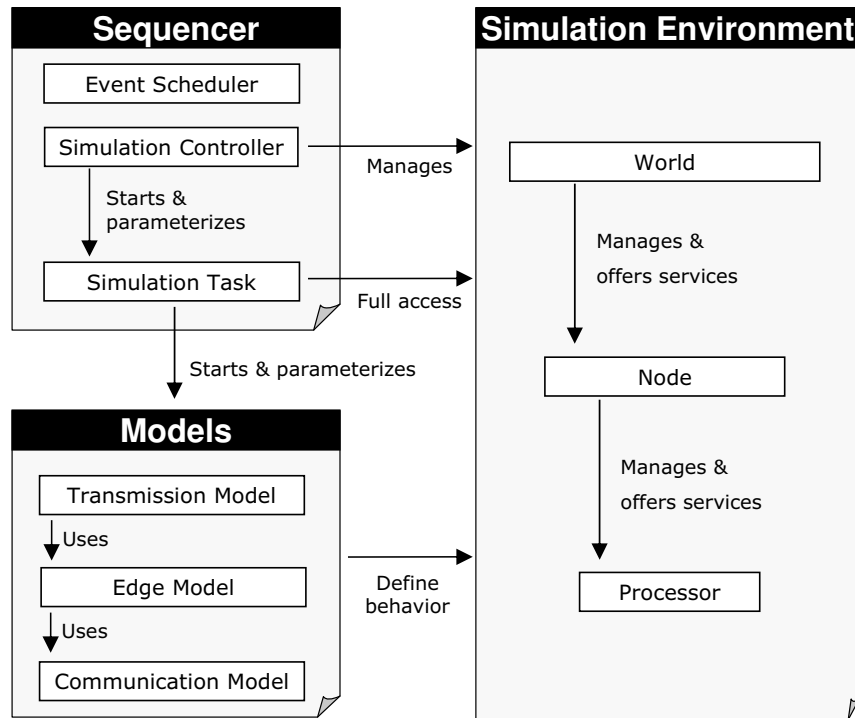 Sequencer
Event Scheduler
Simulation Controller
Starts &
parameterizes
Simulation Task
Manages
Full access
Starts & parameterizes
Models
Transmission Model
Uses
Edge Model
Uses
Communication Model
Define
behavior
Simulation Environment
World
Manages &
offers services
Node
Manages &
offers services
Processor